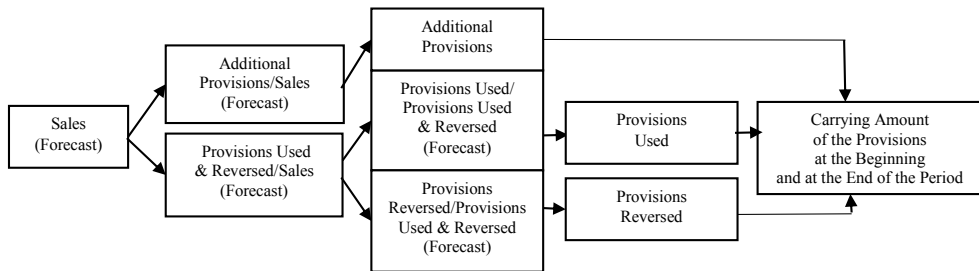 Sales
(Forecast)
Additional
Provisions/Sales
(Forecast)
Provisions Used
& Reversed/Sales
(Forecast)
Additional
Provisions
Provisions Used/
Provisions Used
& Reversed
(Forecast)
Provisions
Reversed/Provisions
Used & Reversed
(Forecast)
Provisions
Used
Provisions
Reversed
Carrying Amount
of the Provisions
at the Beginning
and at the End of the Period